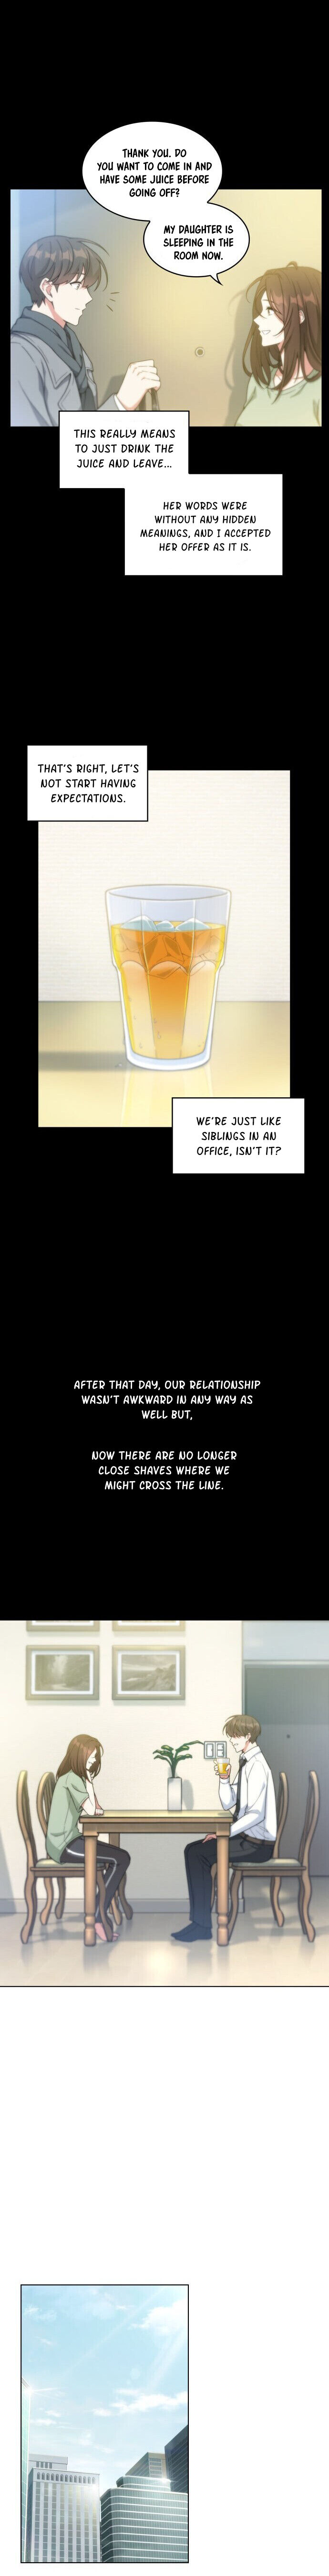 THANK YOU. DO
YOU WANT TO COME IN AND
HAVE SOME JUICE BEFORE
GOING OFF?
MY DAUGHTER IS
SLEEPING IN THE
ROOM NOW.
THIS REALLY MEANS
TO JUST DRINK THE
JUICE AND LEAVE...
HER WORDS WERE
WITHOUT ANY HIDDEN
MEANINGS, AND I ACCEPTED
HER OFFER AS IT IS.
THAT'S RIGHT, LET'S
NOT START HAVING
EXPECTATIONS.
WE'RE JUST LIKE
SIBLINGS IN AN
OFFICE, ISN'T IT?
AFTER THAT DAY, OUR RELATIONSHIP
WASN'T AWKWARD IN ANY WAY AS
WELL BUT,
NOW THERE ARE NO LONGER
CLOSE SHAVES WHERE WE
MIGHT CROSS THE LINE.